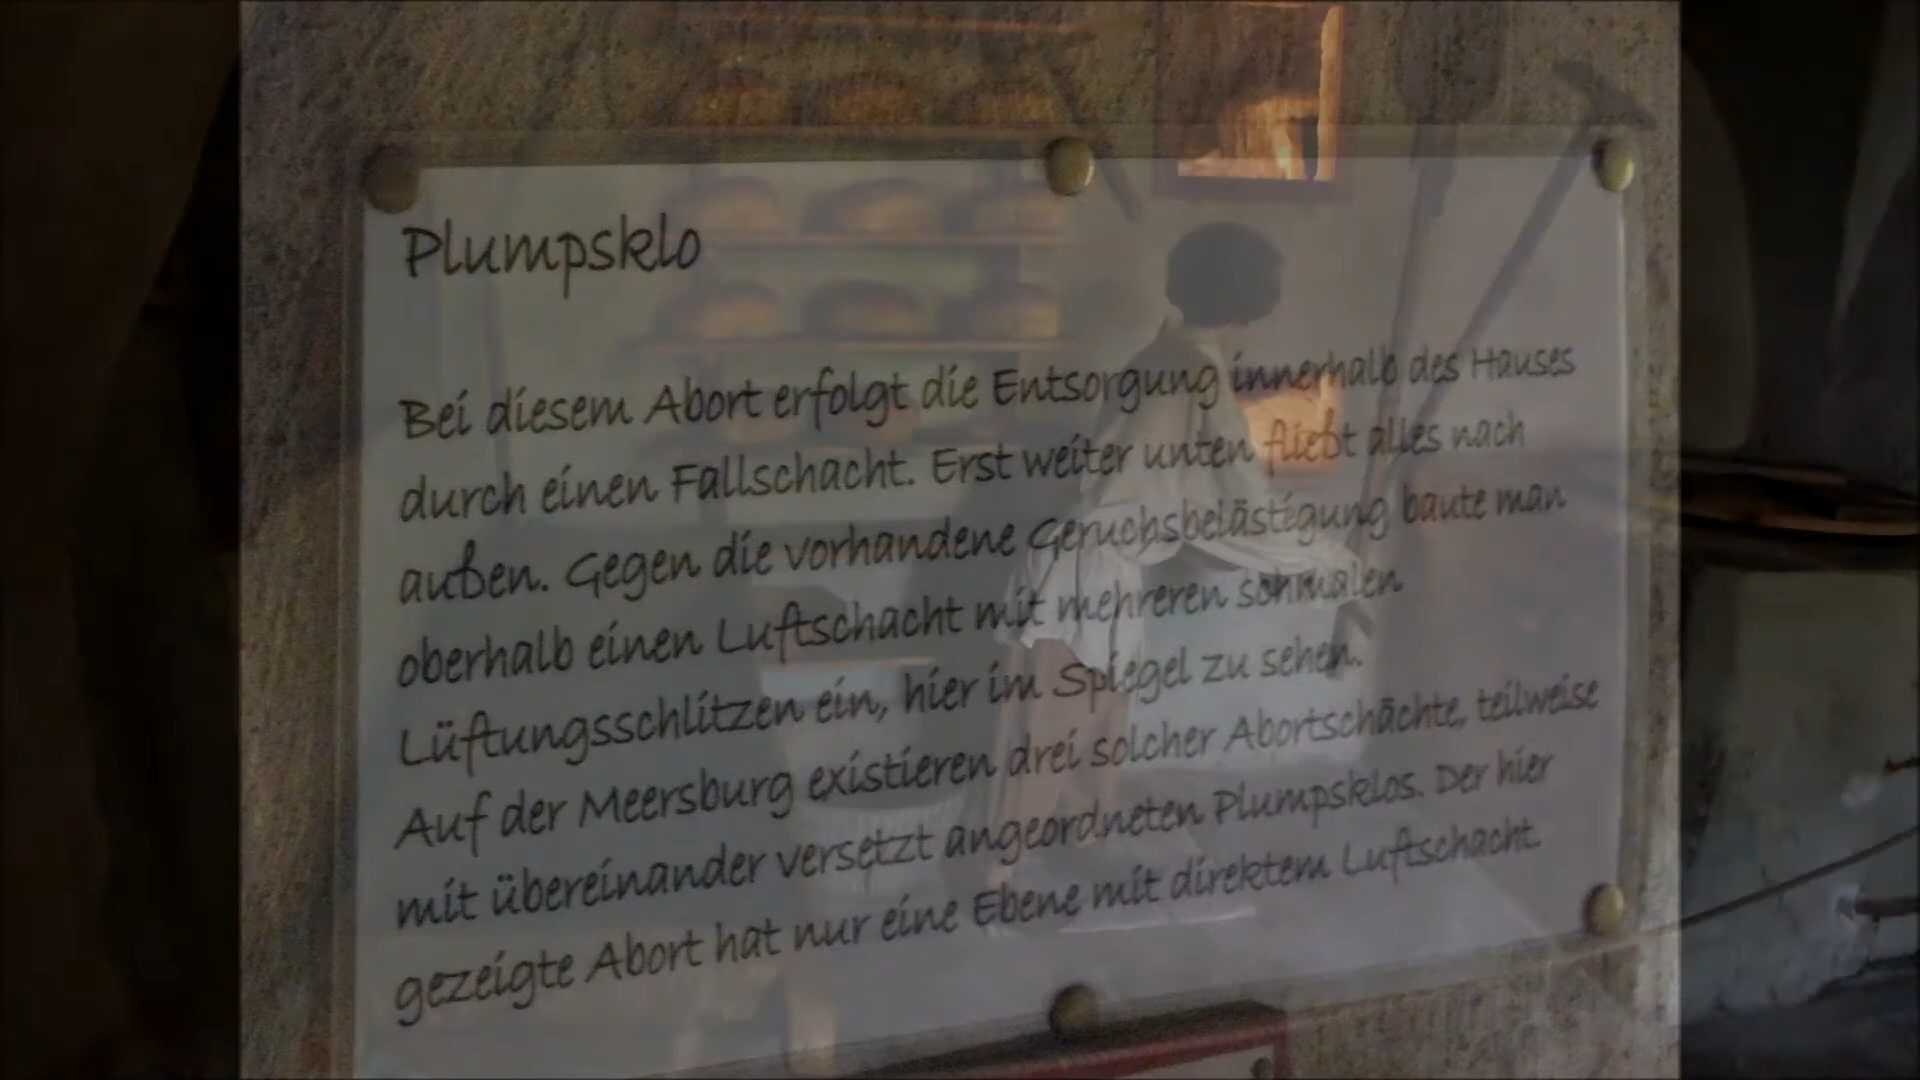 Plumpsklo
Bei diesem Abort erfolgt die Entsorgung innerhalb des Hauses
durch einen Fallschacht. Erst weiter unten fließt alles nach
außen. Gegen die vorhandene Geruchsbelästigung baute man
oberhalb einen Luftschacht mit mehreren schmalen
Lüftungsschlitzen ein, hier im Spiegel zu sehen.
Auf der Meersburg existieren drei solcher Abortschächte, teilweise
mit übereinander versetzt angeordneten Plumpsklos. Der hier
gezeigte Abort hat nur eine Ebene mit direktem Luftschacht.